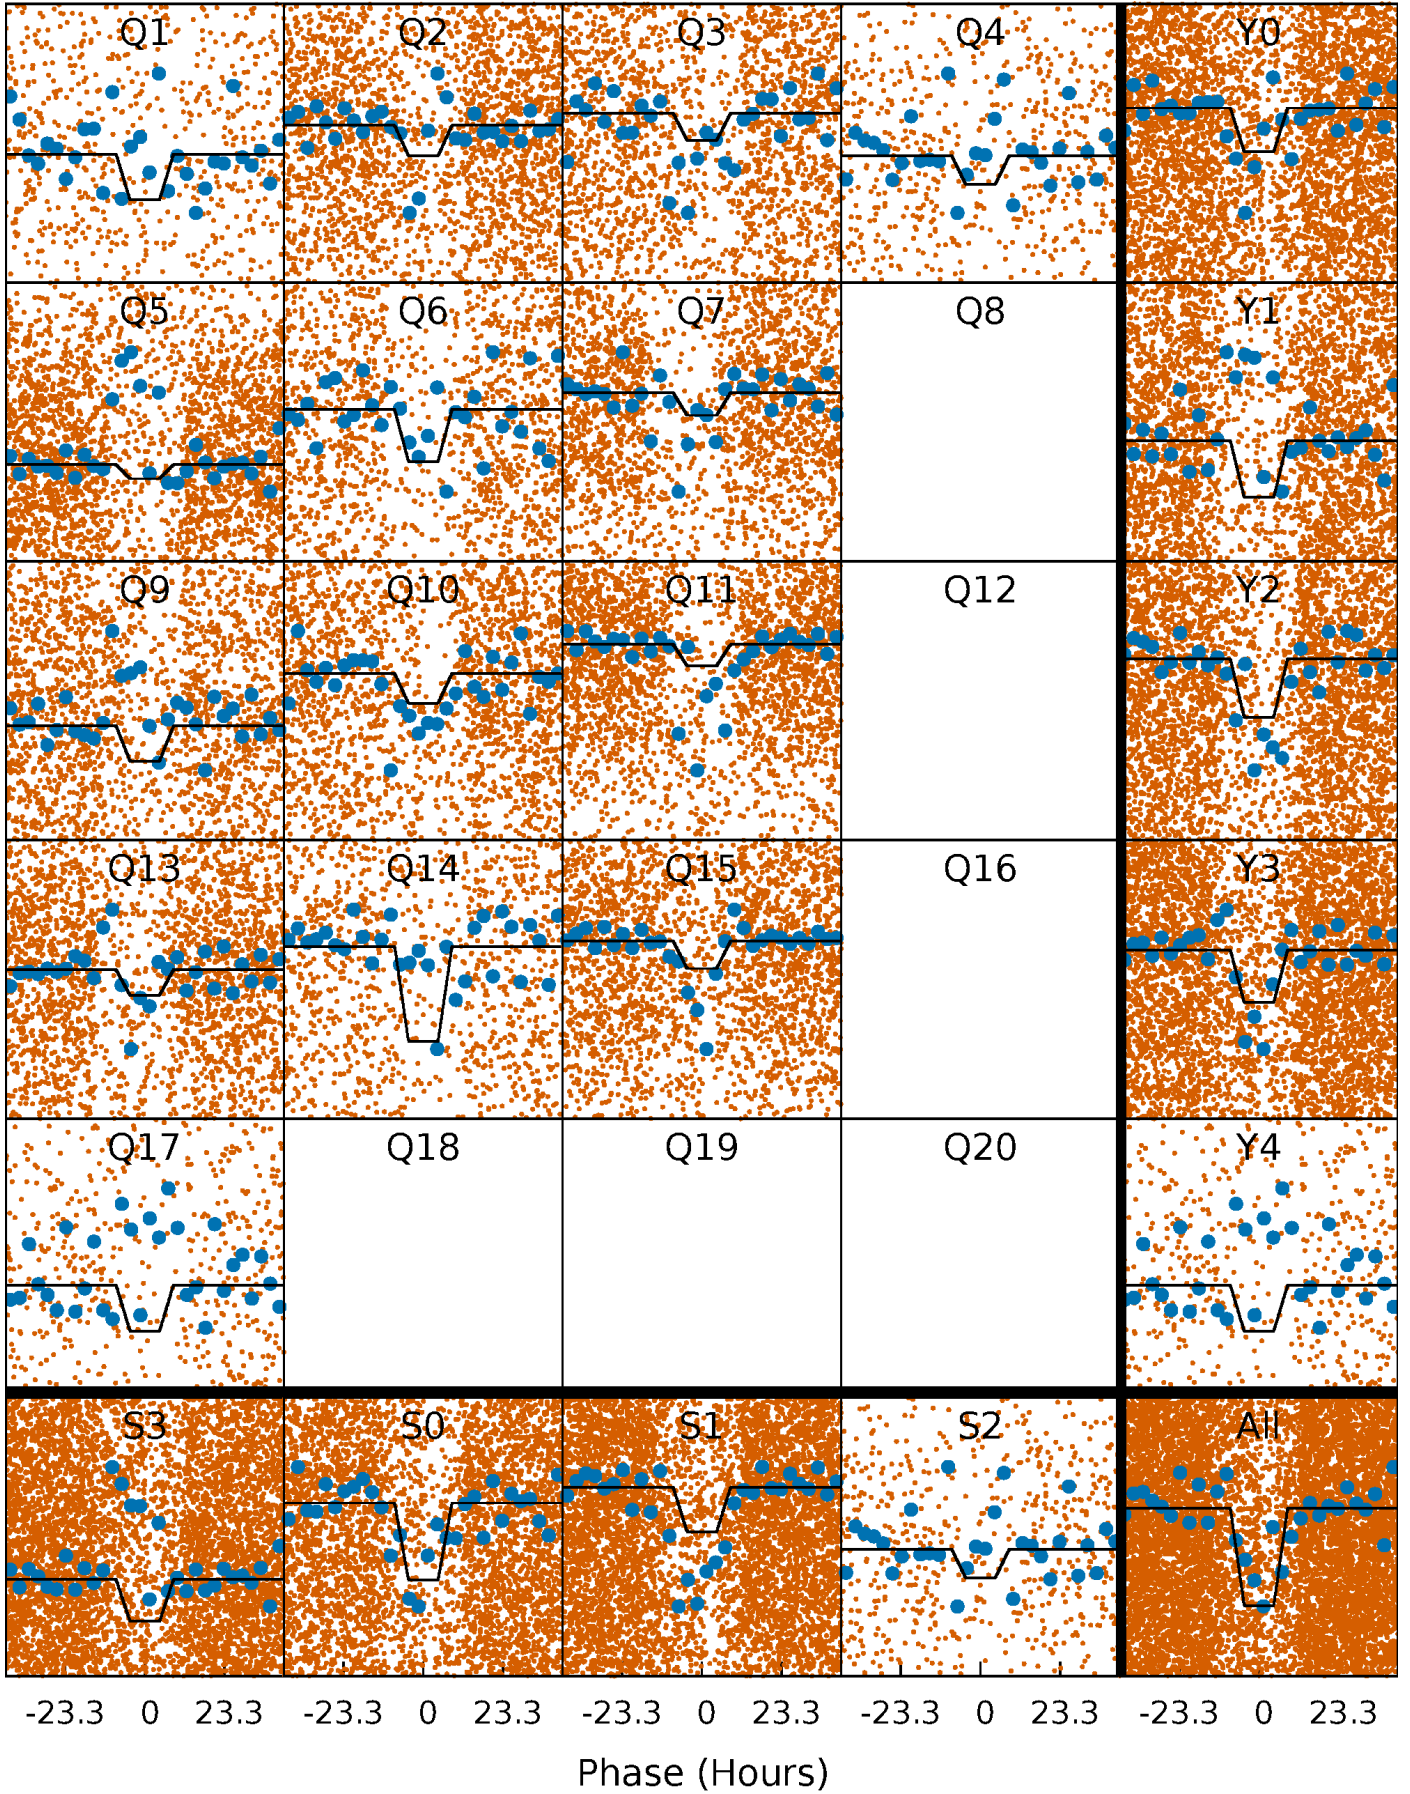 Q1 Q2 Q3 Q4 Y0
Q5 Q6 Q7 Q8 Y1
Q9 Q10 Q11 Q12 Y2
Q13 Q14 Q15 Q16 Y3
Q17 Q18 Q19 Q20 Y4
S3 S0 S1 S2 All
-23.3 0 23.3 -23.3 0 23.3 -23.3 0 23.3 -23.3 0 23.3 -23.3 0 23.3
Phase (Hours)